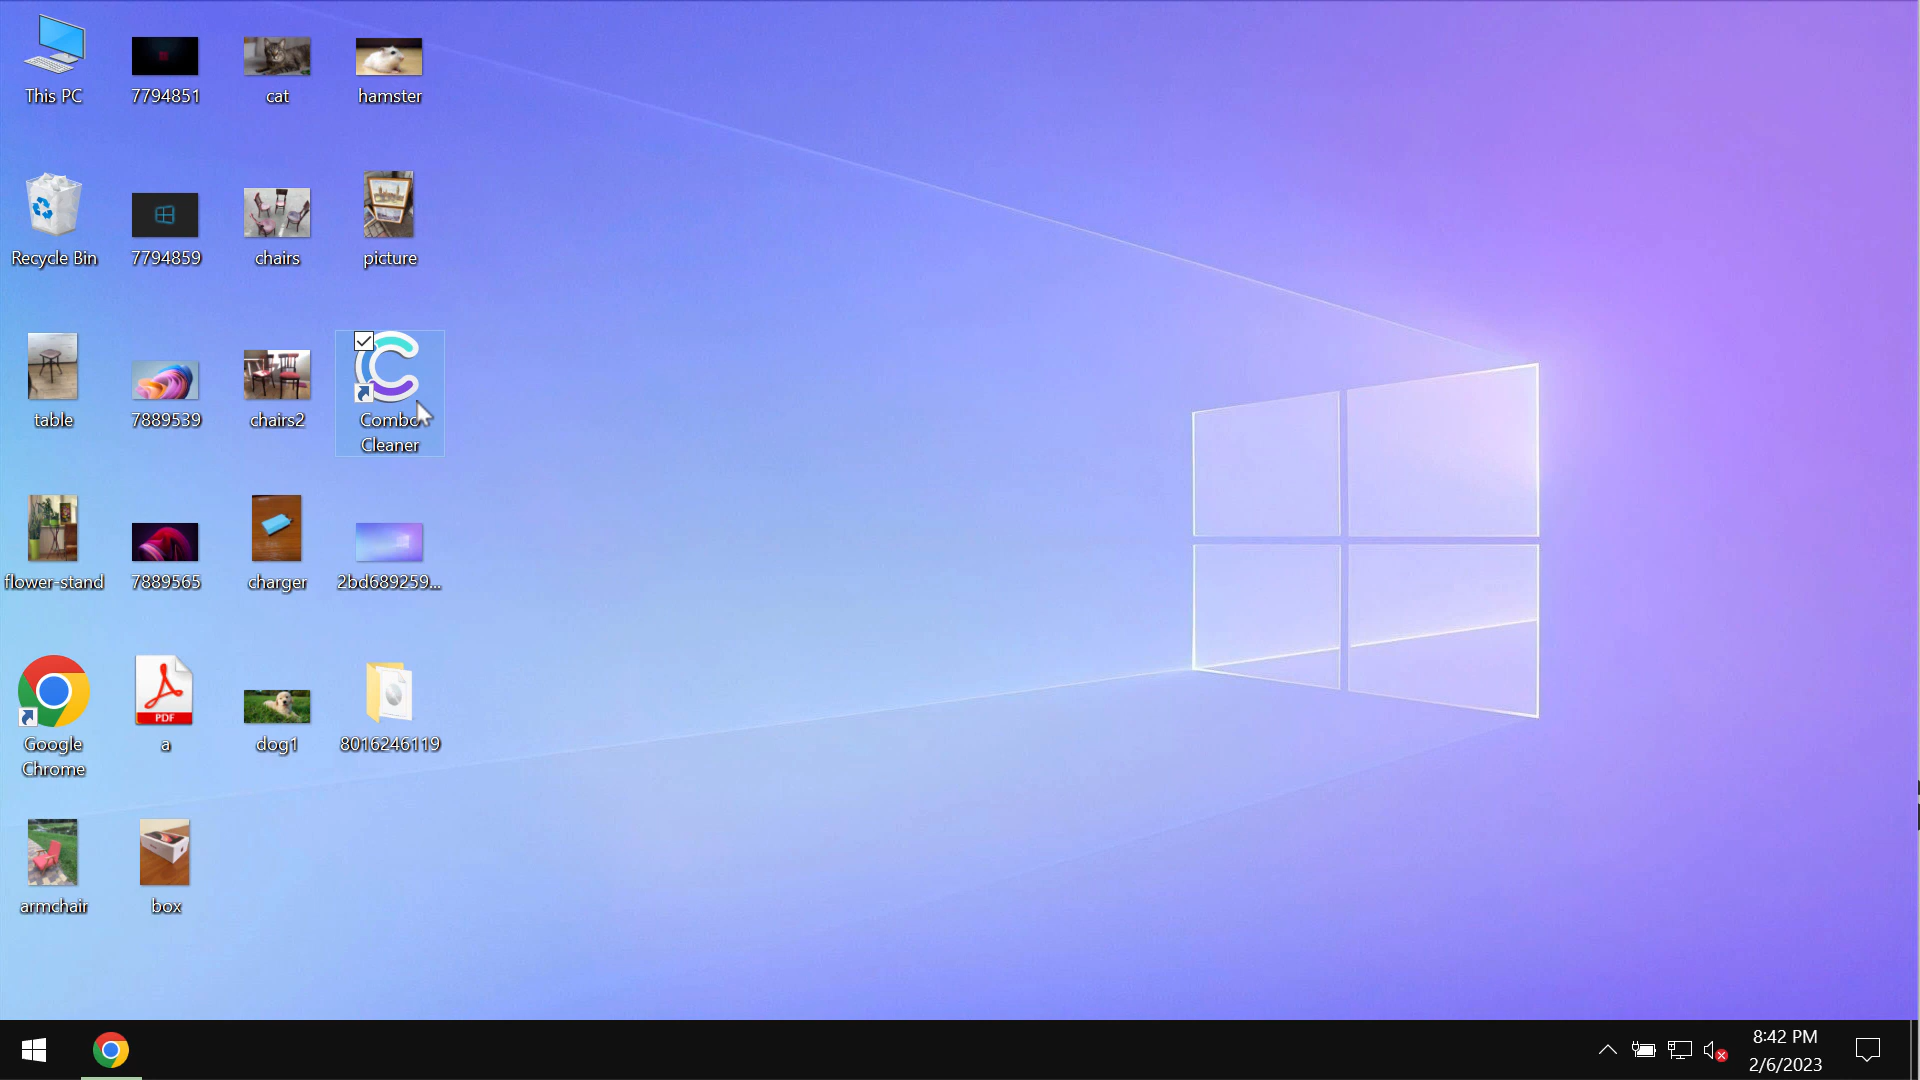 This PC
7794851
cat
hamster
Recycle Bin
7794859
chairs
picture
table
7889539
chairs2
Combo
Cleaner
flower-stand
7889565
charger
2bd689259...
PDF
Google
Chrome
a
dog1
8016246119
armchair
box
8:42 PM
2/6/2023